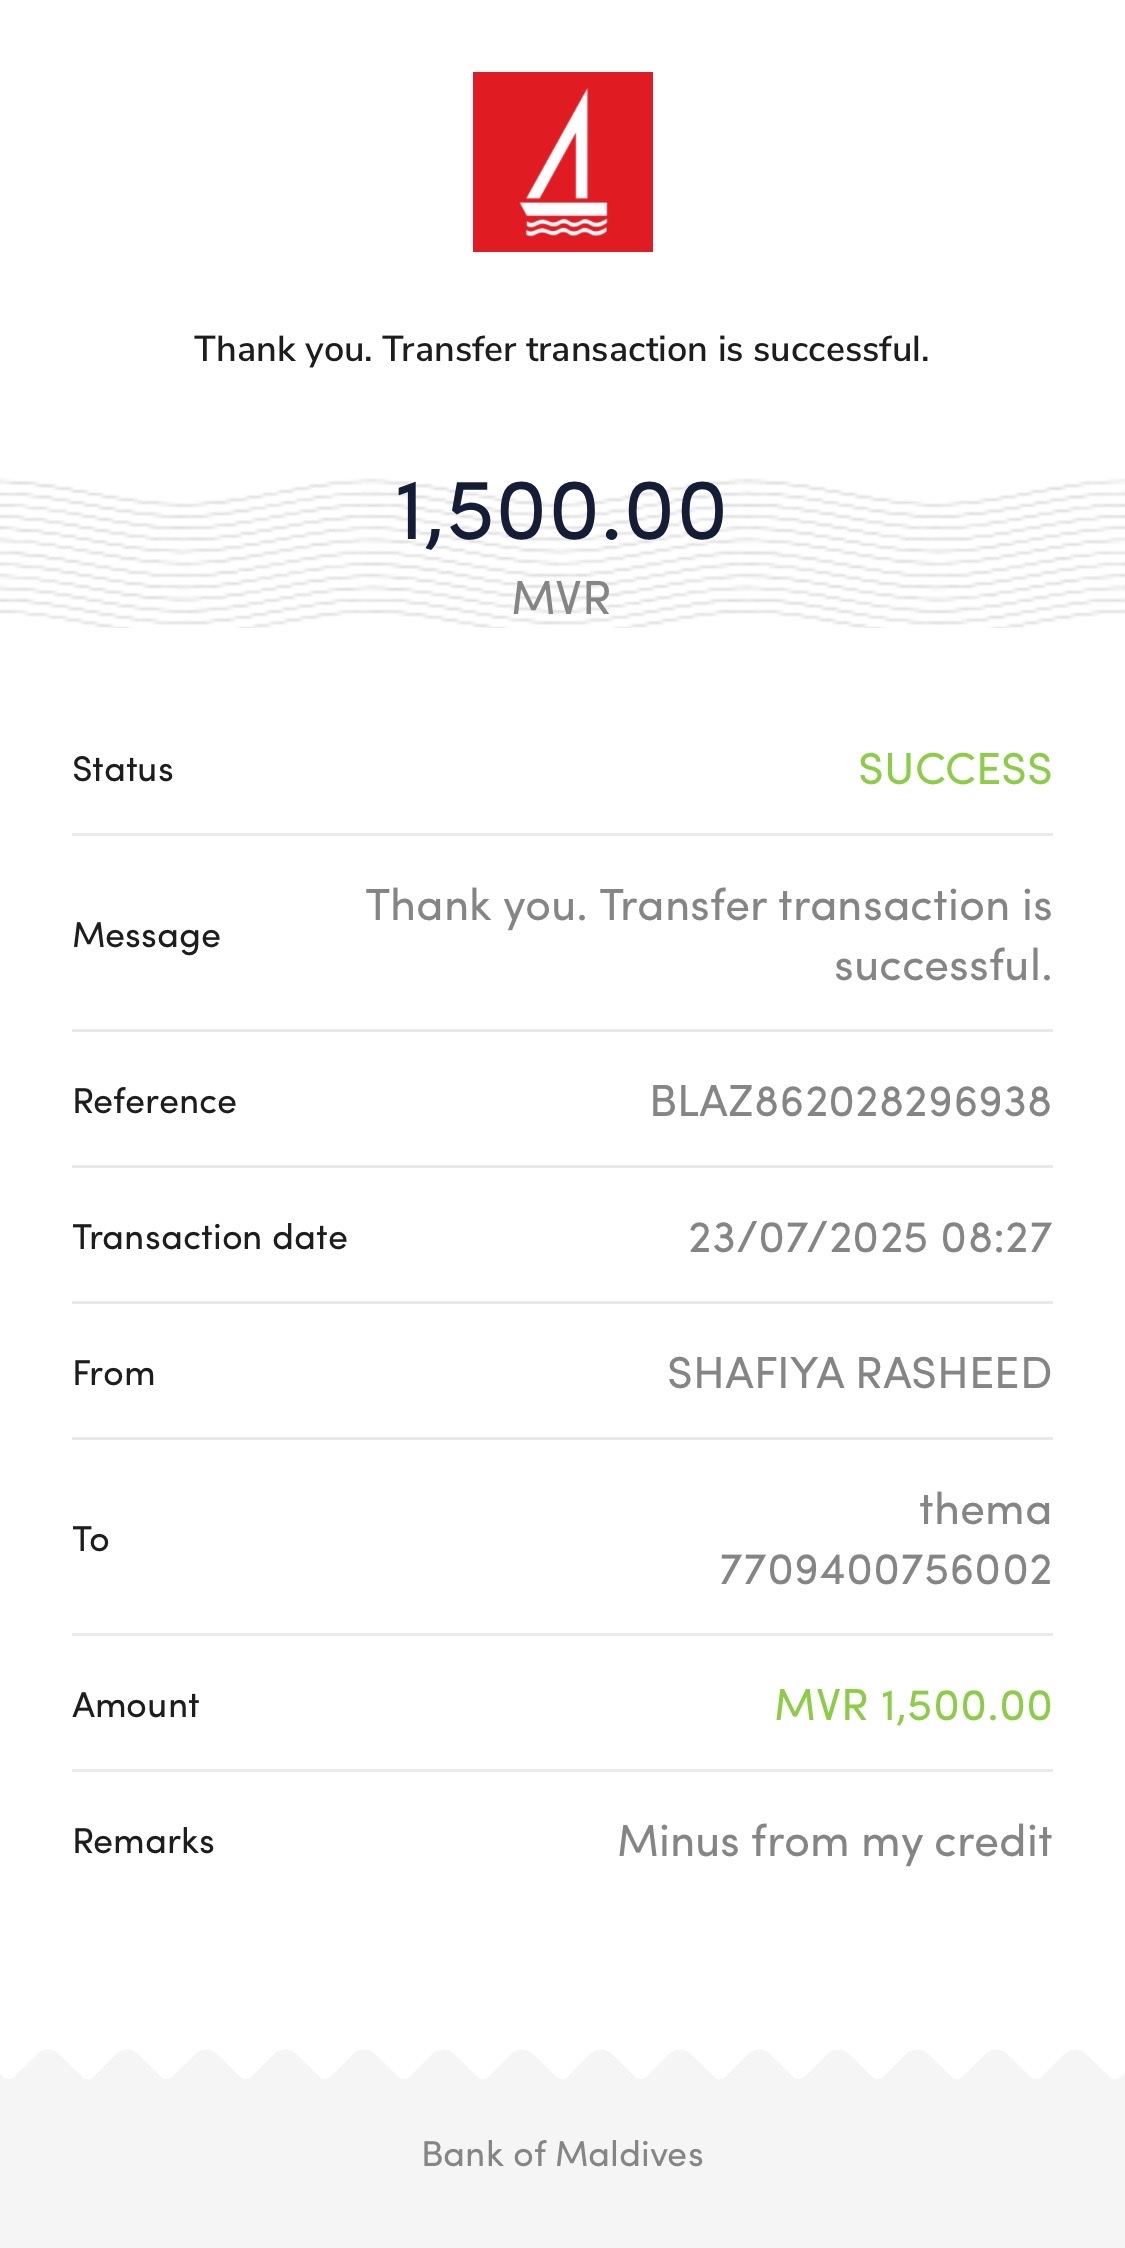 Thank you. Transfer transaction is successful.
1,500.00
MVR
Status
SUCCESS
Message
Thank you. Transfer transaction is
successful.
Reference
BLAZ862028296938
Transaction date
23/07/2025 08:27
From
SHAFIYA RASHEED
To
thema
7709400756002
Amount
MVR 1,500.00
Remarks
Minus from my credit
Bank of Maldives